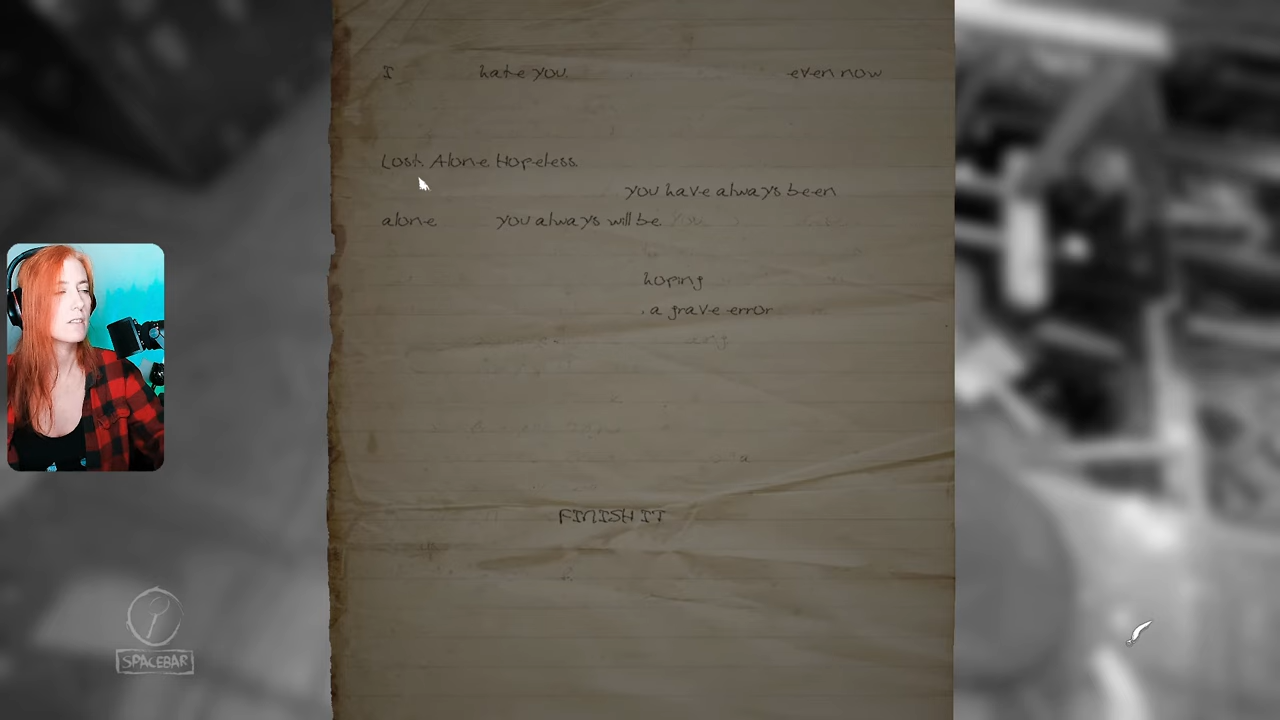 I hate you even now
Lost. Alone. Hopeless.
you have always been
alone you always will be.
hoping
a grave error
FINISH IT
SPACEBAR